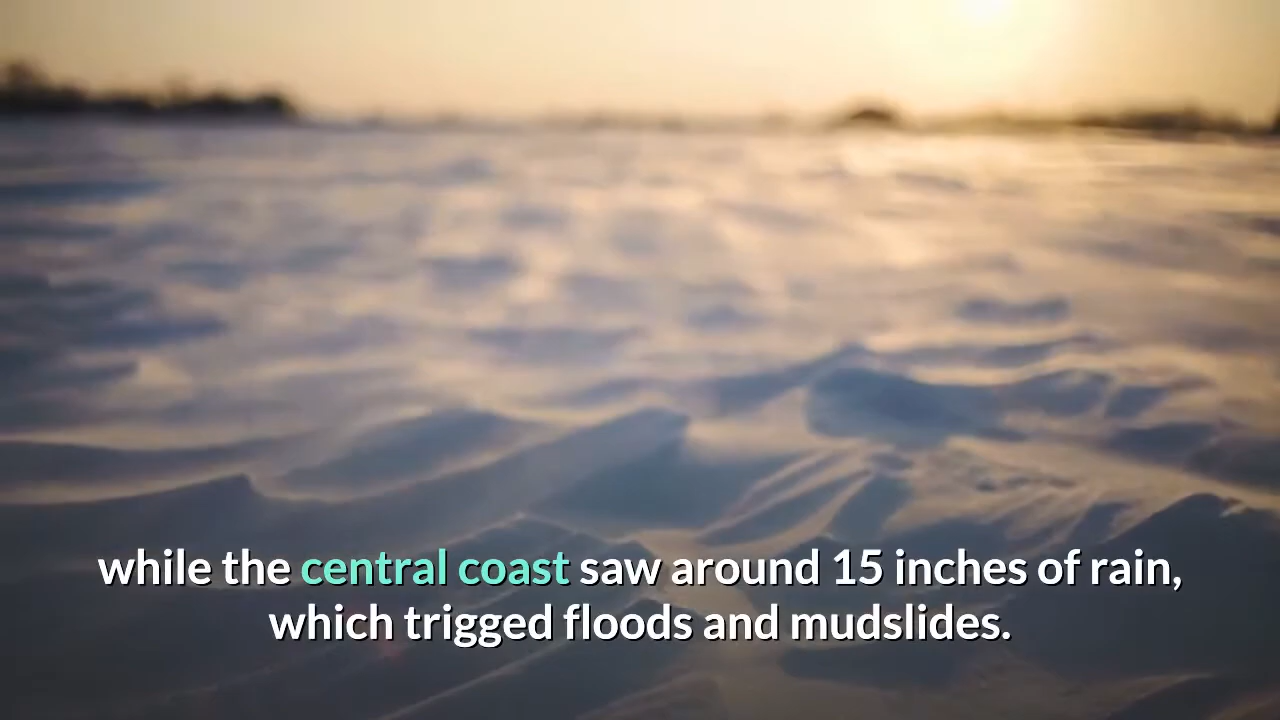 while the central coast saw around 15 inches of rain,
which trigged floods and mudslides.